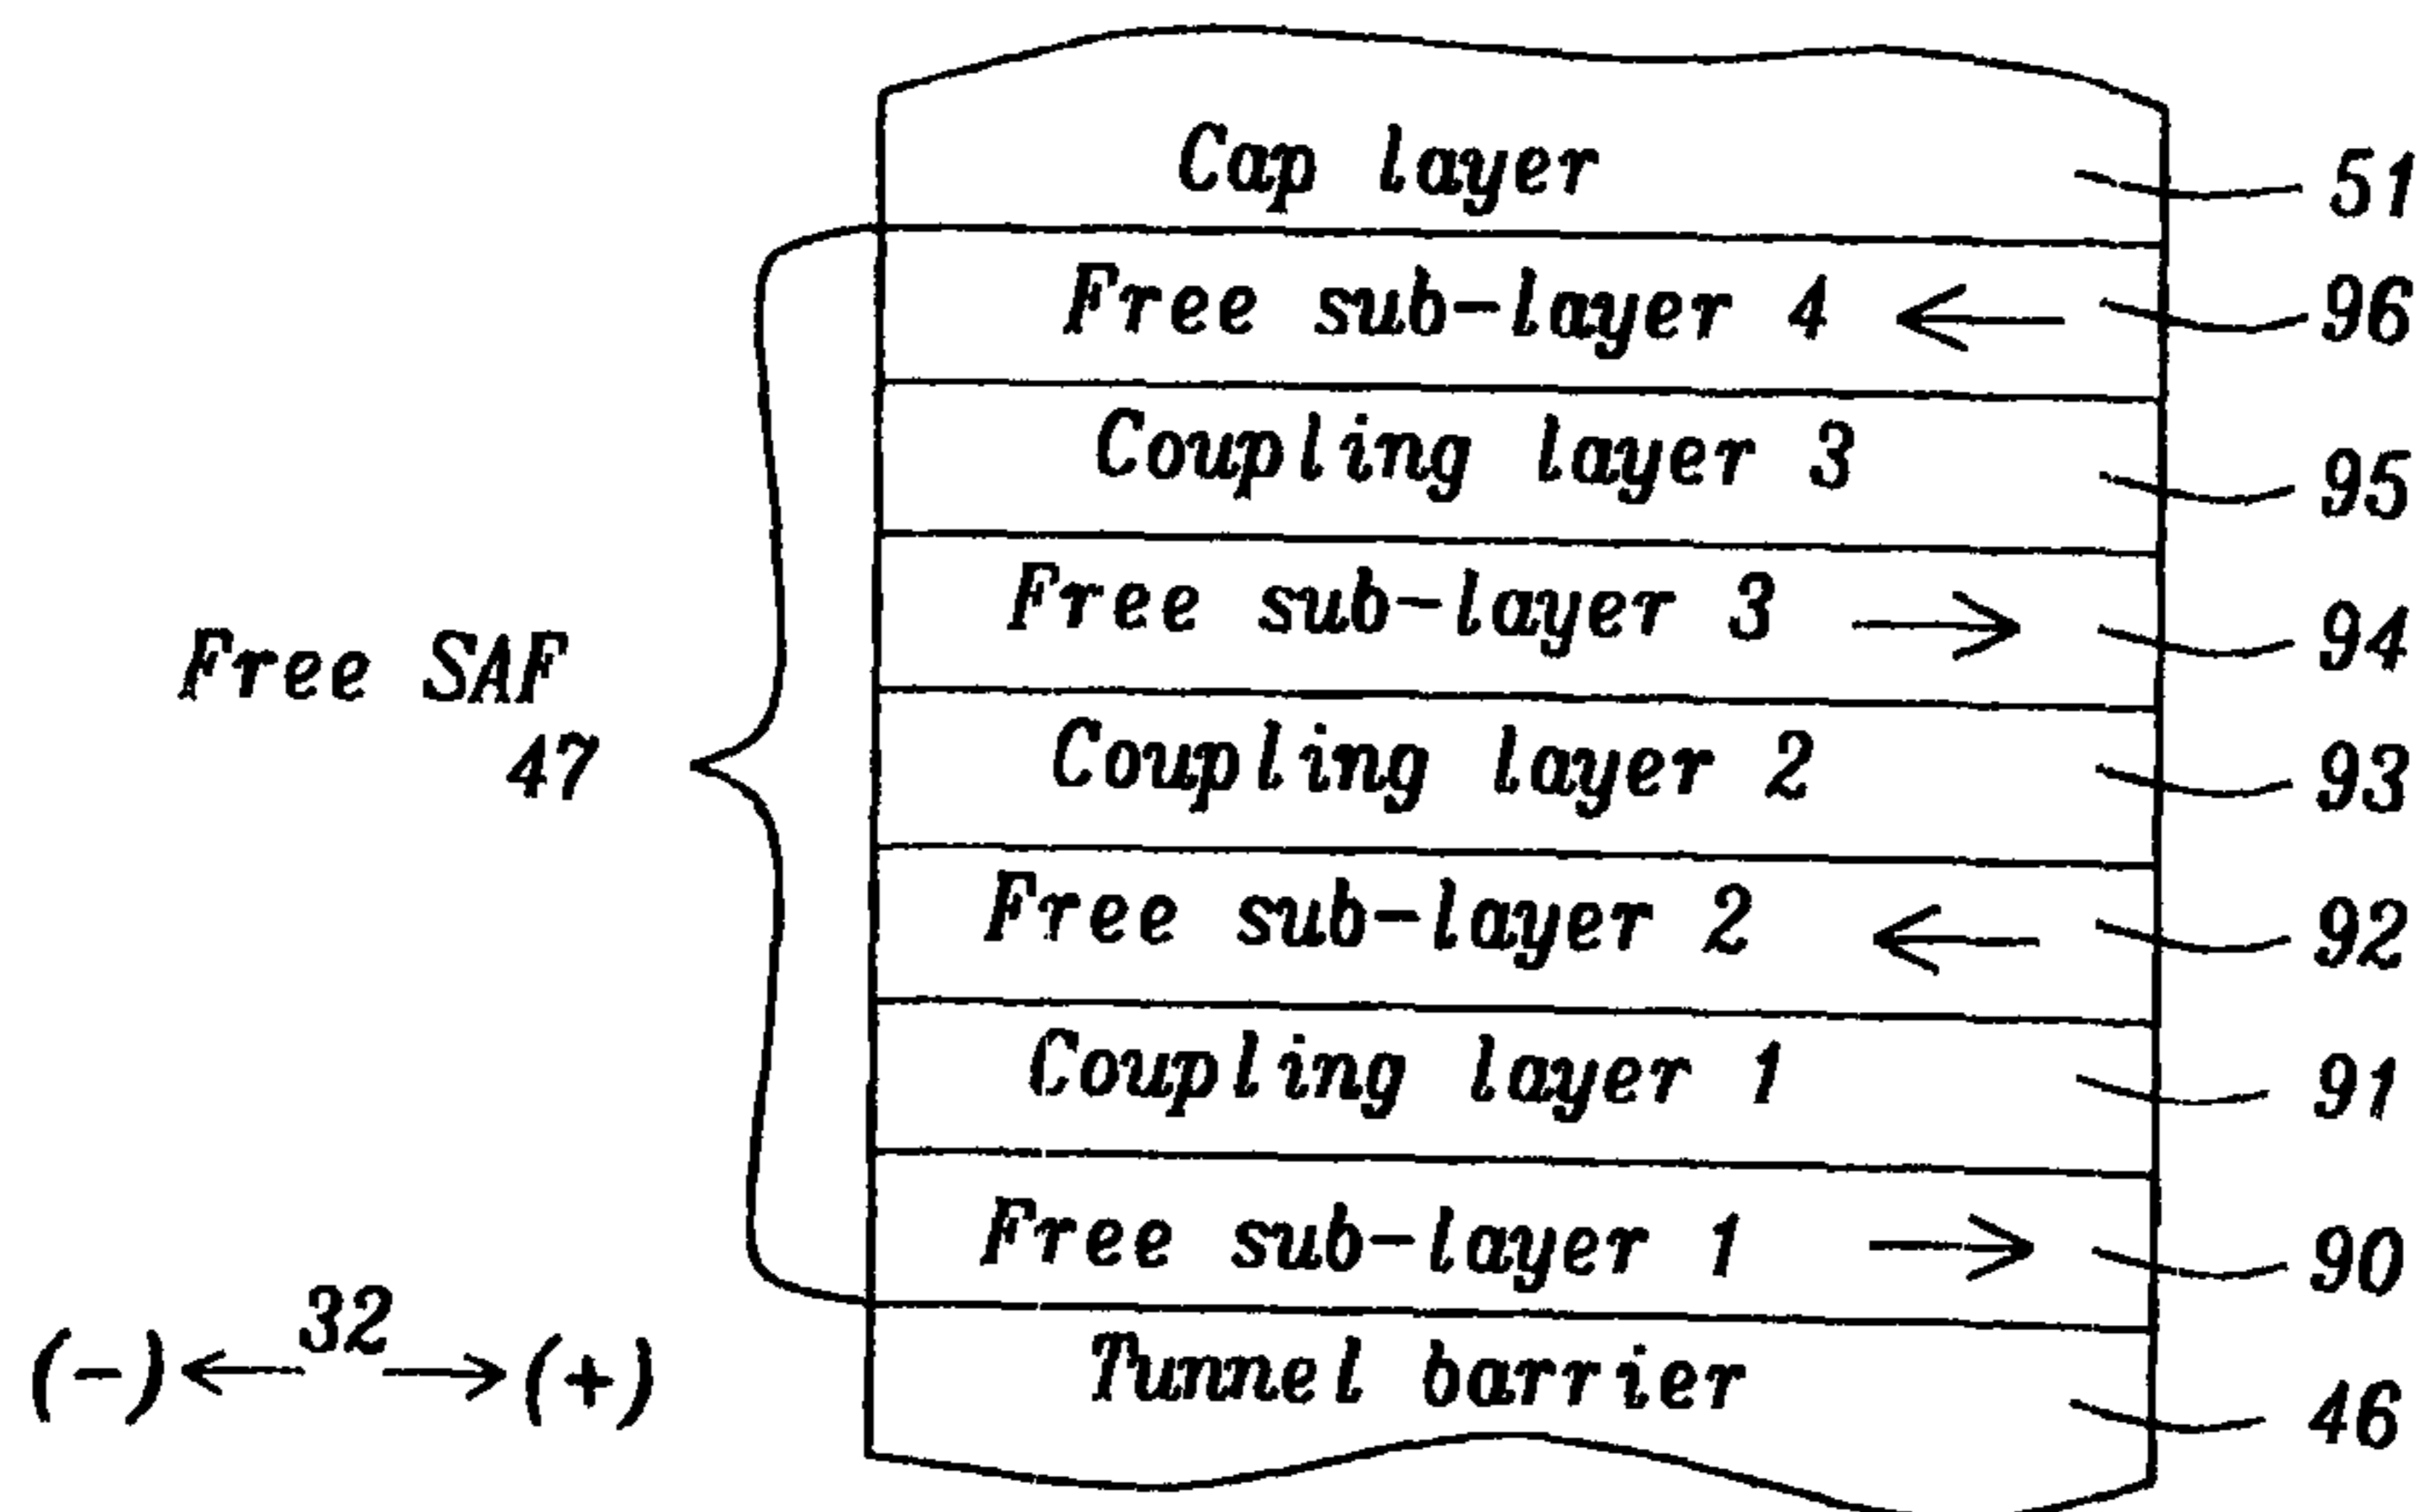 Cap layer 51
Free sub-layer 4 96
Coupling layer 3 95
Free sub-layer 3 94
Free SAF
47
Coupling layer 2 93
Free sub-layer 2 92
Coupling layer 1 91
Free sub-layer 1 90
(-) 32 (+)
Tunnel barrier 46